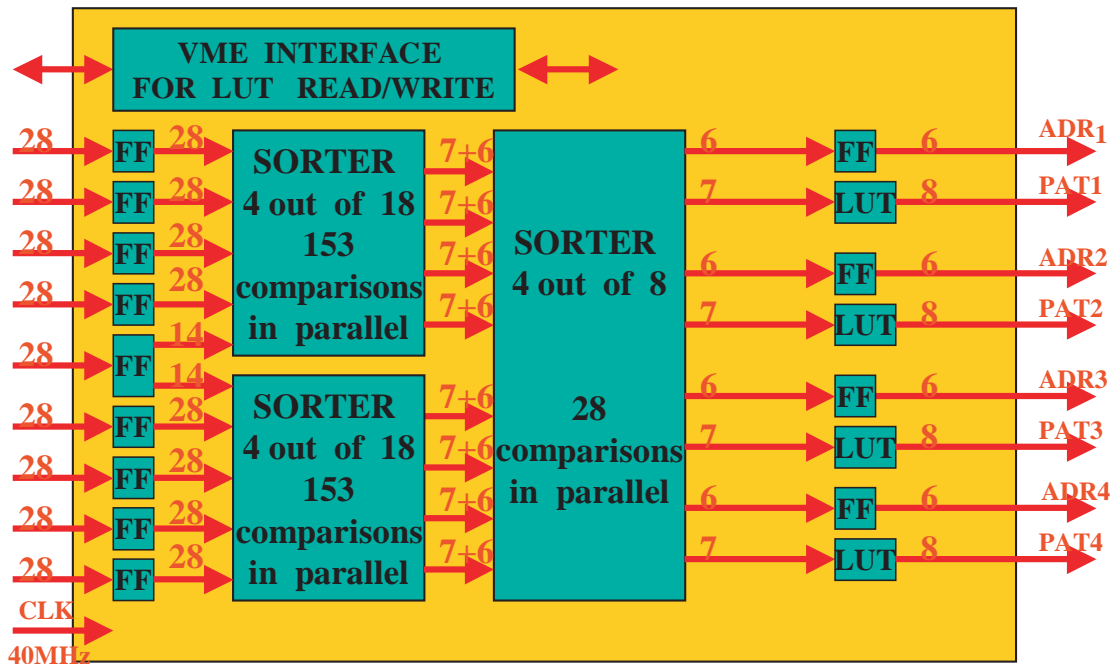 VME INTERFACE
FOR LUT READ/WRITE
28 FF 28
28 FF 28
28 FF 28
28 FF 28
28 FF 14
14
28 FF 28
28 FF 28
28 FF 28
28 FF 28
CLK
40MHz
SORTER
4 out of 18
153
comparisons
in parallel
SORTER
4 out of 18
153
comparisons
in parallel
7+6
7+6
7+6
7+6
7+6
7+6
7+6
7+6
SORTER
4 out of 8
28
comparisons
in parallel
6 FF 6 ADR1
7 LUT 8 PAT1
6 FF 6 ADR2
7 LUT 8 PAT2
6 FF 6 ADR3
7 LUT 8 PAT3
6 FF 6 ADR4
7 LUT 8 PAT4